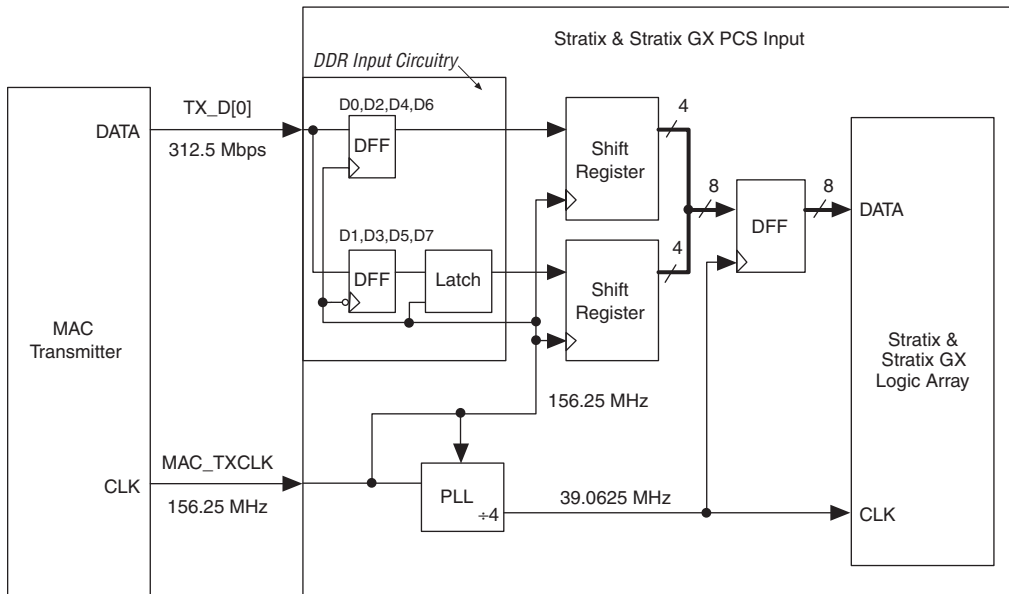 Stratix & Stratix GX PCS Input
DDR Input Circuitry
TX_D[0]
DATA
312.5 Mbps
D0,D2,D4,D6
DFF
Shift
Register
4
D1,D3,D5,D7
DFF
Latch
Shift
Register
4
8
DFF
8
DATA
MAC
Transmitter
Stratix &
Stratix GX
Logic Array
156.25 MHz
MAC_TXCLK
CLK
156.25 MHz
PLL
÷4
39.0625 MHz
CLK